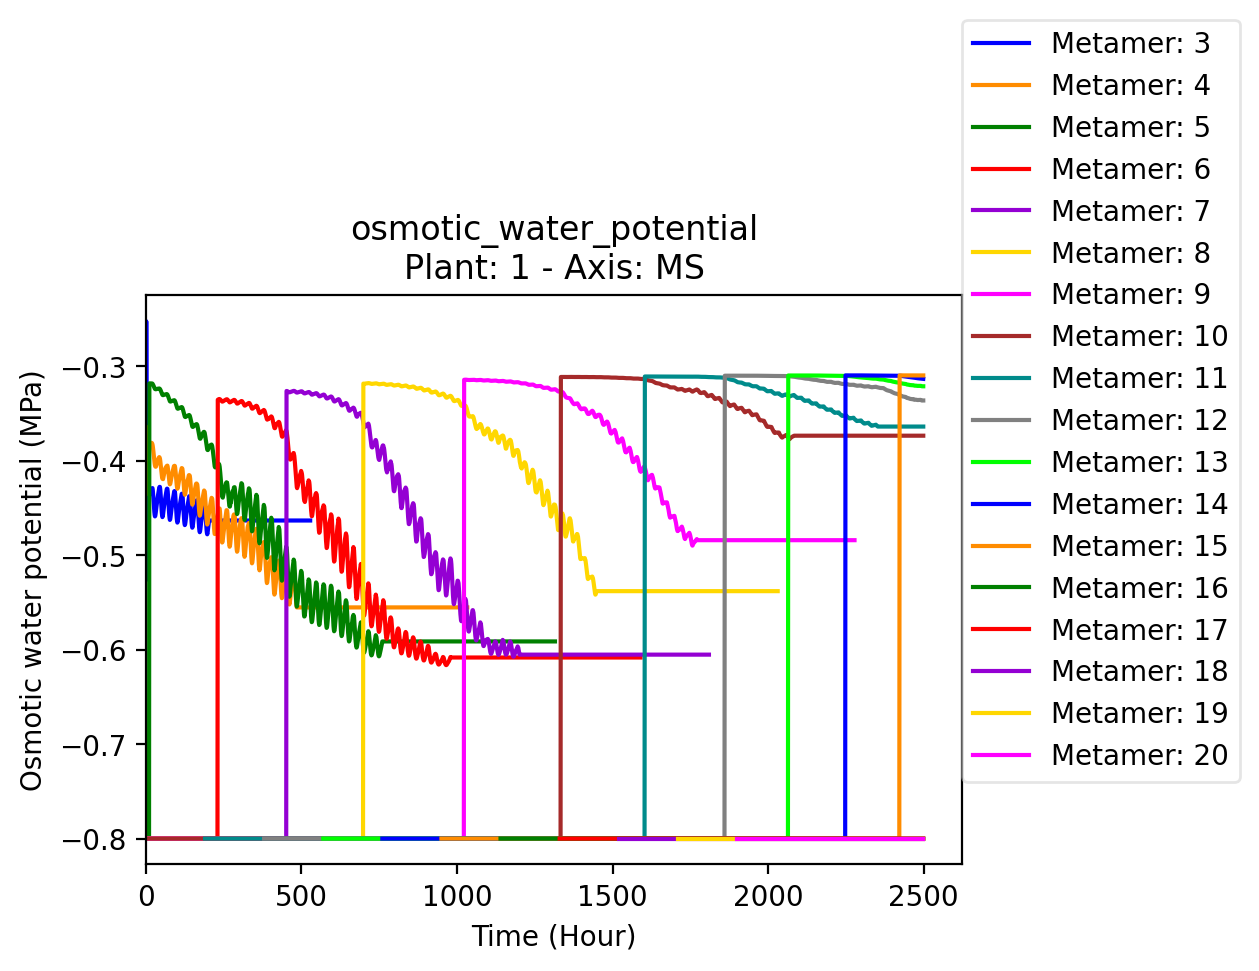 osmotic_water_potential
Plant: 1 - Axis: MS
Osmotic water potential (MPa)
−0.3
−0.4
−0.5
−0.6
−0.7
−0.8
0
500
1000
1500
2000
2500
Time (Hour)
Metamer: 3
Metamer: 4
Metamer: 5
Metamer: 6
Metamer: 7
Metamer: 8
Metamer: 9
Metamer: 10
Metamer: 11
Metamer: 12
Metamer: 13
Metamer: 14
Metamer: 15
Metamer: 16
Metamer: 17
Metamer: 18
Metamer: 19
Metamer: 20